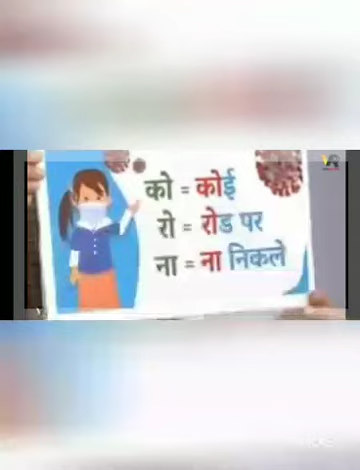 को = कोई
रो = रोड पर
ना = ना निकले